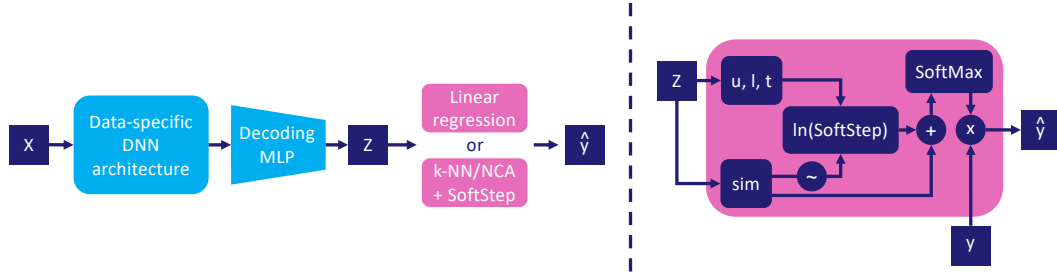 X
Data-specific
DNN
architecture
Decoding
MLP
Z
Linear
regression
or
k-NN/NCA
+ SoftStep
ŷ
Z
u, l, t
SoftMax
ln(SoftStep)
+
x
ŷ
sim
~
y